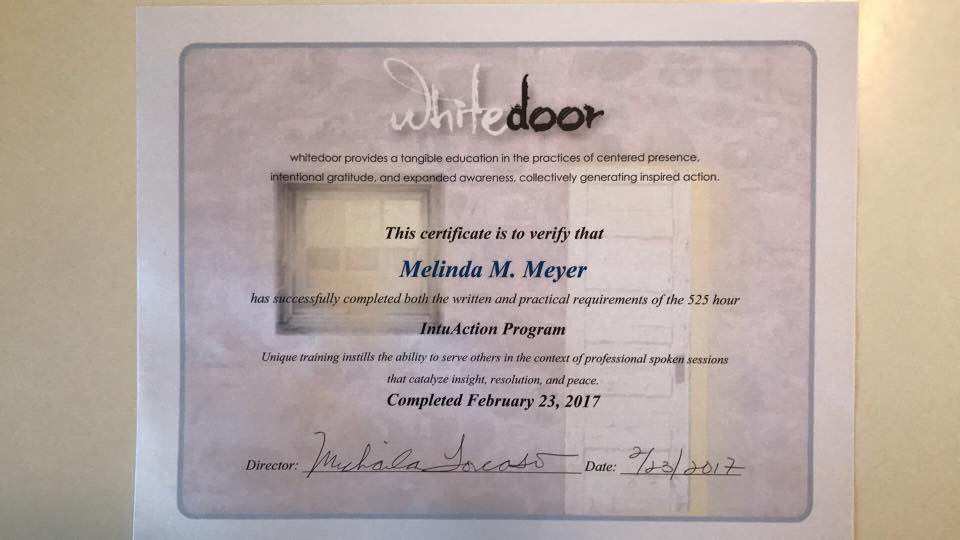 whitedoor
whitedoor provides a tangible education in the practices of centered presence,
intentional gratitude, and expanded awareness, collectively generating inspired action.
This certificate is to verify that
Melinda M. Meyer
has successfully completed both the written and practical requirements of the 525 hour
IntuAction Program
Unique training instills the ability to serve others in the context of professional spoken sessions
that catalyze insight, resolution, and peace.
Completed February 23, 2017
Director: Date: 2/23/2017